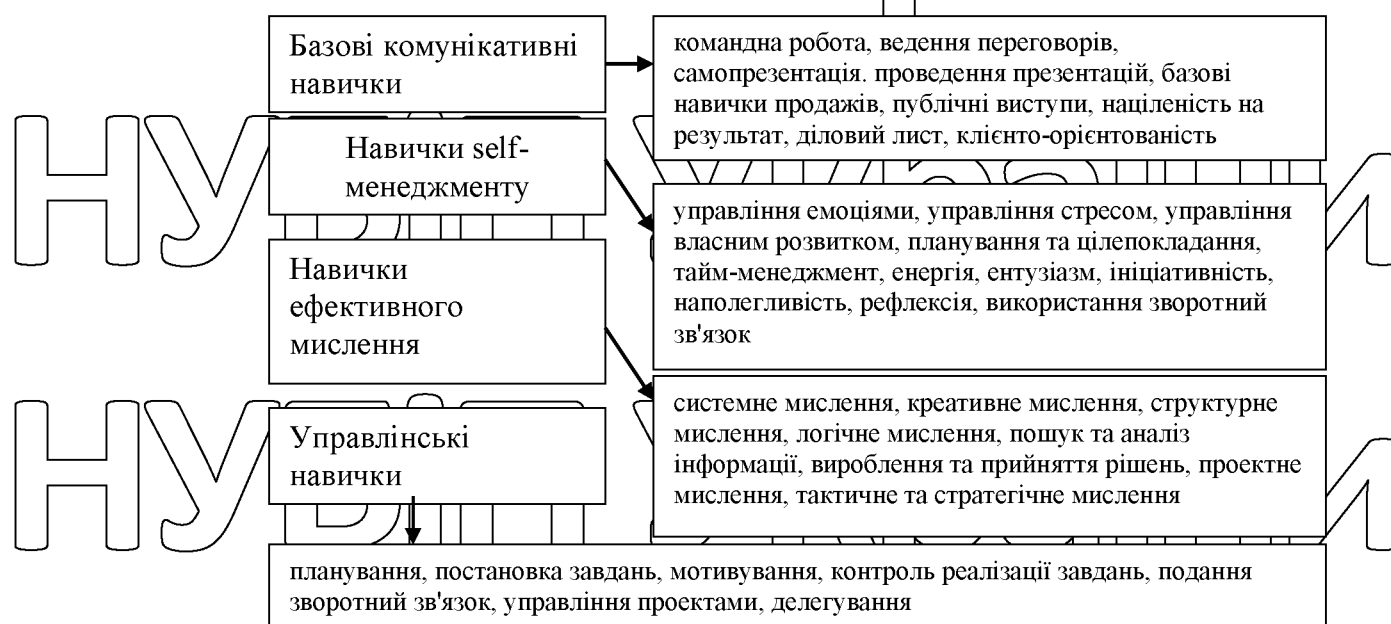 Базові комунікативні
навички
командна робота, ведення переговорів,
самопрезентація. проведення презентацій, базові
навички продажів, публічні виступи, націленість на
результат, діловий лист, клієнто-орієнтованість
Навички self-
менеджменту
управління емоціями, управління стресом, управління
власним розвитком, планування та цілепокладання,
тайм-менеджмент, енергія, ентузіазм, ініціативність,
наполегливість, рефлексія, використання зворотний
зв'язок
Навички
ефективного
мислення
системне мислення, креативне мислення, структурне
мислення, логічне мислення, пошук та аналіз
інформації, вироблення та прийняття рішень, проектне
мислення, тактичне та стратегічне мислення
Управлінські
навички
планування, постановка завдань, мотивування, контроль реалізації завдань, подання
зворотний зв'язок, управління проектами, делегування